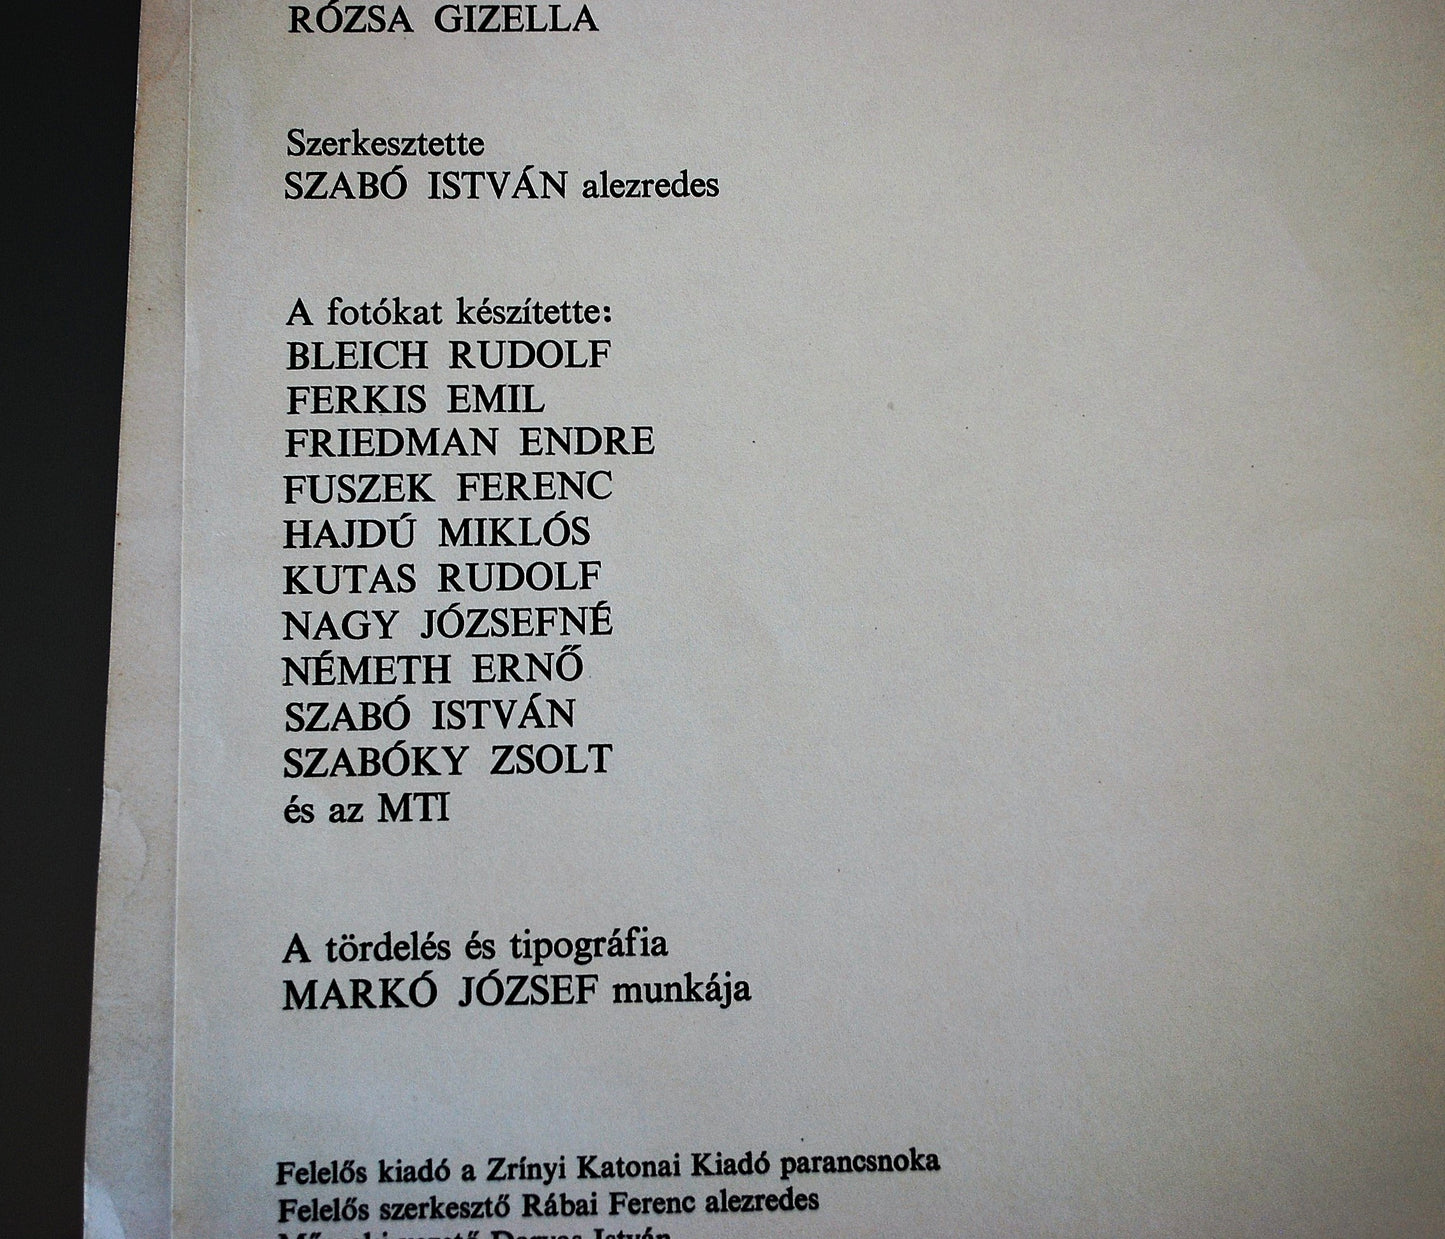 RÓZSA GIZELLA
Szerkesztette
SZABÓ ISTVÁN alezredes
A fotókat készítette:
BLEICH RUDOLF
FERKIS EMIL
FRIEDMAN ENDRE
FUSZEK FERENC
HAJDÚ MIKLÓS
KUTAS RUDOLF
NAGY JÓZSEFNÉ
NÉMETH ERNŐ
SZABÓ ISTVÁN
SZABÓKY ZSOLT
és az MTI
A tördelés és tipográfia
MARKÓ JÓZSEF munkája
Felelős kiadó a Zrínyi Katonai Kiadó parancsnoka
Felelős szerkesztő Rábai Ferenc alezredes
István